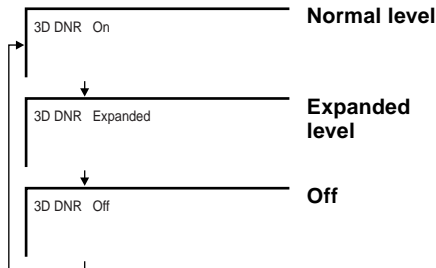 3D DNR On
Normal level
3D DNR Expanded
Expanded
level
3D DNR Off
Off